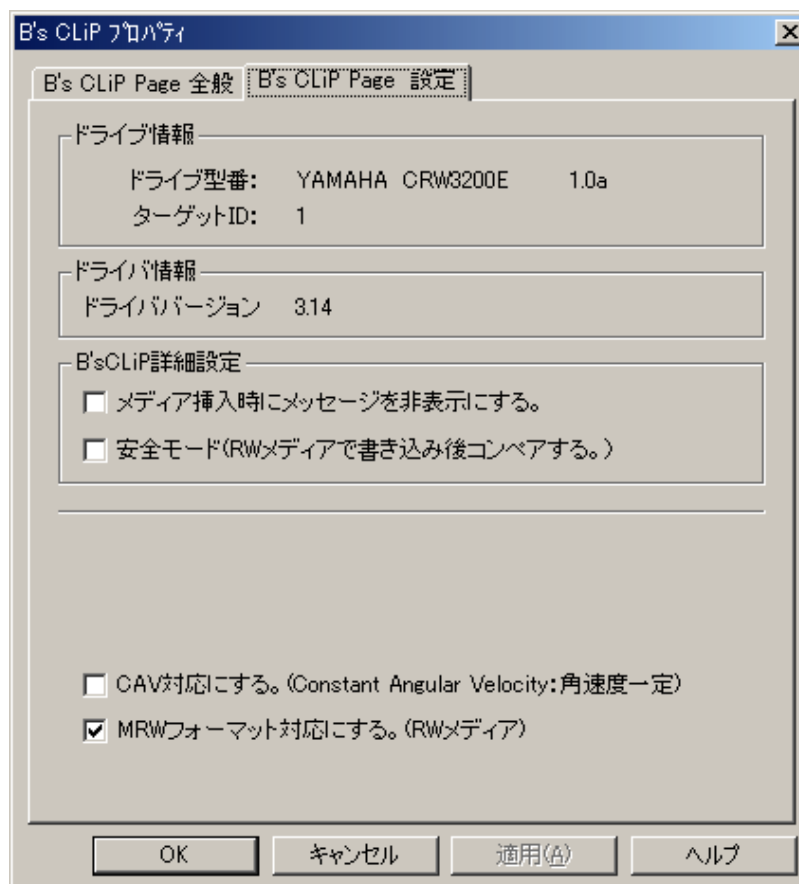 B's CLiP プロパティ
B's CLiP Page 全般
B's CLiP Page 設定
ドライブ情報
ドライブ型番: YAMAHA CRW3200E 1.0a
ターゲットID: 1
ドライバ情報
ドライババージョン 3.14
B'sCLiP詳細設定
メディア挿入時にメッセージを非表示にする。
安全モード(RWメディアで書き込み後コンペアする。)
CAV対応にする。(Constant Angular Velocity:角速度一定)
MRWフォーマット対応にする。(RWメディア)
OK キャンセル 適用(A) ヘルプ